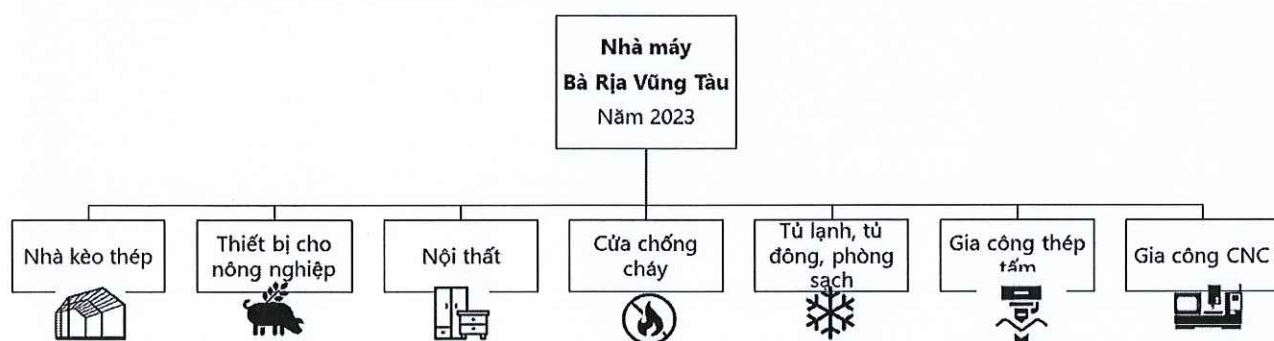 Nhà máy
Bà Rịa Vũng Tàu
Năm 2023
Nhà kèo thép
Thiết bị cho
nông nghiệp
Nội thất
Cửa chống
cháy
Tủ lạnh, tủ
đông, phòng
sạch
Gia công thép
tấm
Gia công CNC